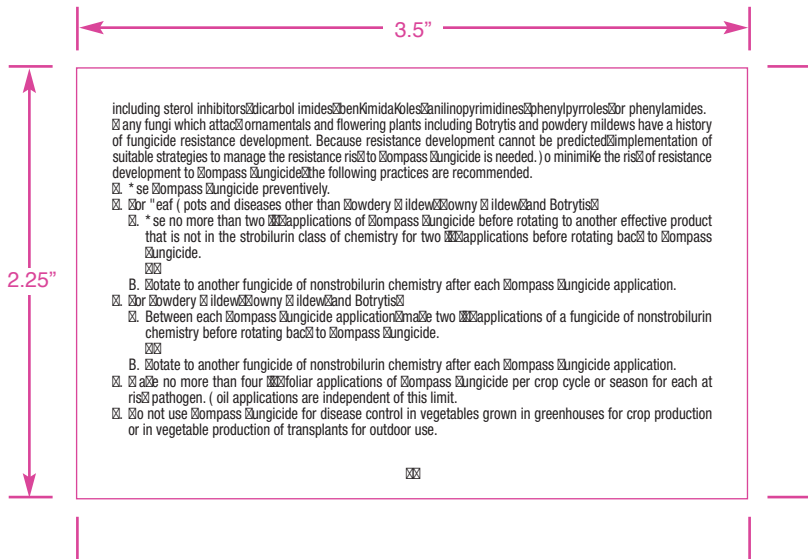 3.5”
2.25”
including sterol inhibitors☒dicarbol imides☒benKimidaKoles☒anilinopyrimidines☒phenylpyrroles☒or phenylamides.
☒ any fungi which attac☒ ornamentals and flowering plants including Botrytis and powdery mildews have a history
of fungicide resistance development. Because resistance development cannot be predicted☒implementation of
suitable strategies to manage the resistance ris☒ to ☒ompass ☒ungicide is needed. ) o minimiKe the ris☒ of resistance
development to ☒ompass ☒ungicide☒the following practices are recommended.
☒. * se ☒ompass ☒ungicide preventively.
☒. ☒or "eaf ( pots and diseases other than ☒owdery ☒ ildew☒☒owny ☒ ildew☒and Botrytis☒
☒. * se no more than two ☒☒☒applications of ☒ompass ☒ungicide before rotating to another effective product
that is not in the strobilurin class of chemistry for two ☒☒☒applications before rotating bac☒ to ☒ompass
☒ungicide.
☒☒
B. ☒otate to another fungicide of nonstrobilurin chemistry after each ☒ompass ☒ungicide application.
☒. ☒or ☒owdery ☒ ildew☒☒owny ☒ ildew☒and Botrytis☒
☒. Between each ☒ompass ☒ungicide application☒ma☒e two ☒☒☒applications of a fungicide of nonstrobilurin
chemistry before rotating bac☒ to ☒ompass ☒ungicide.
☒☒
B. ☒otate to another fungicide of nonstrobilurin chemistry after each ☒ompass ☒ungicide application.
☒. ☒ a☒e no more than four ☒☒☒foliar applications of ☒ompass ☒ungicide per crop cycle or season for each at
ris☒ pathogen. ( oil applications are independent of this limit.
☒. ☒o not use ☒ompass ☒ungicide for disease control in vegetables grown in greenhouses for crop production
or in vegetable production of transplants for outdoor use.
☒☒